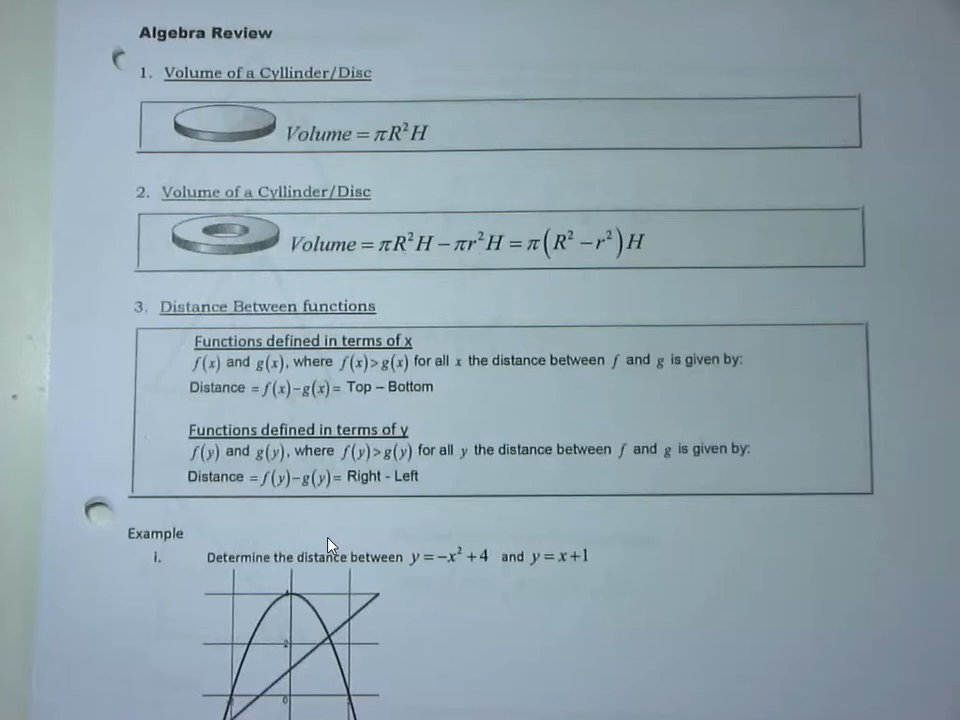 Algebra Review
1. Volume of a Cyllinder/Disc
Volume = πR²H
2. Volume of a Cyllinder/Disc
Volume = πR²H − πr²H = π(R² − r²)H
3. Distance Between functions
Functions defined in terms of x
f(x) and g(x), where f(x)>g(x) for all x the distance between f and g is given by:
Distance = f(x)−g(x)= Top – Bottom
Functions defined in terms of y
f(y) and g(y), where f(y)>g(y) for all y the distance between f and g is given by:
Distance = f(y)−g(y)= Right - Left
Example
i. Determine the distance between y = −x² + 4 and y = x+1
4
2
0